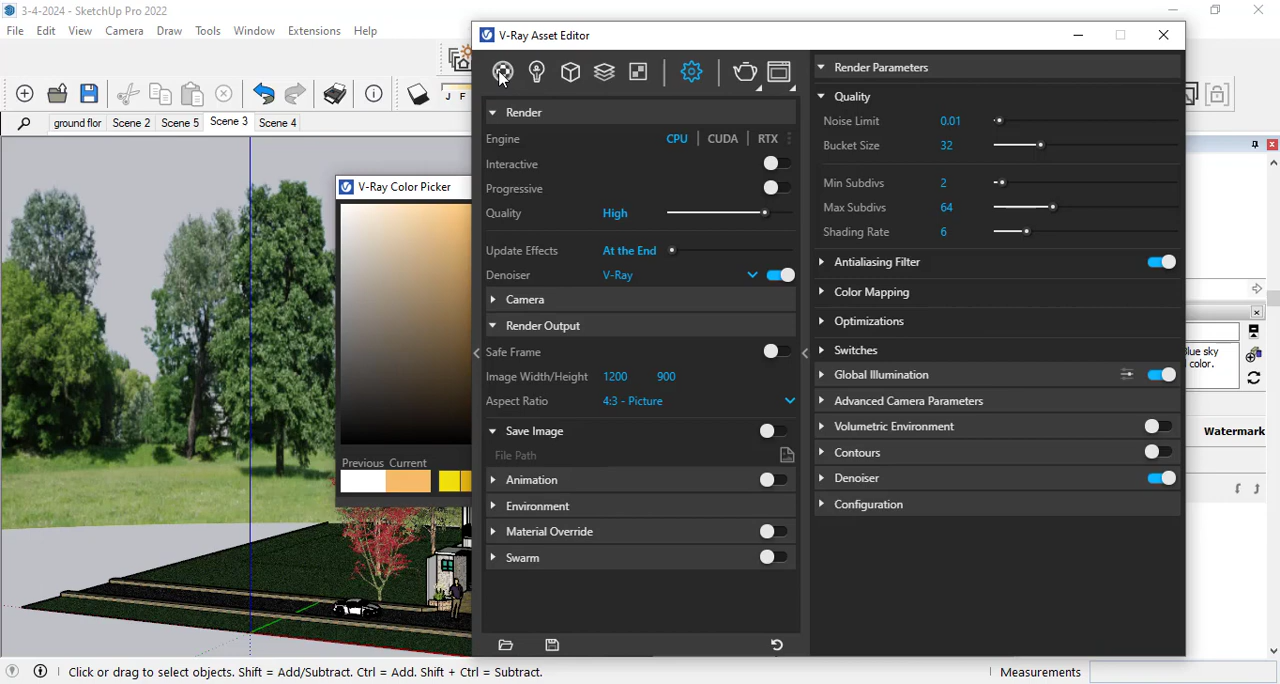 3-4-2024 - SketchUp Pro 2022
File Edit View Camera Draw Tools Window Extensions Help
V-Ray Asset Editor
J F
ground flor Scene 2 Scene 5 Scene 3 Scene 4
V-Ray Color Picker
Previous Current
Render
Engine CPU CUDA RTX
Interactive
Progressive
Quality High
Update Effects At the End
Denoiser V-Ray
Camera
Render Output
Safe Frame
Image Width/Height 1200 900
Aspect Ratio 4:3 - Picture
Save Image
File Path
Animation
Environment
Material Override
Swarm
Render Parameters
Quality
Noise Limit 0.01
Bucket Size 32
Min Subdivs 2
Max Subdivs 64
Shading Rate 6
Antialiasing Filter
Color Mapping
Optimizations
Switches
Global Illumination
Advanced Camera Parameters
Volumetric Environment
Contours
Denoiser
Configuration
lue sky
color.
Watermark
Click or drag to select objects. Shift = Add/Subtract. Ctrl = Add. Shift + Ctrl = Subtract.
Measurements